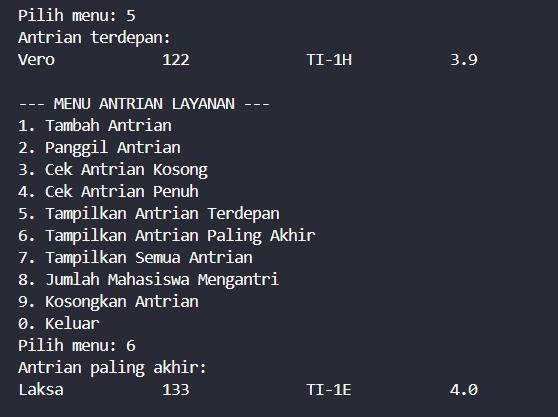 Pilih menu: 5
Antrian terdepan:
Vero 122 TI-1H 3.9
--- MENU ANTRIAN LAYANAN ---
1. Tambah Antrian
2. Panggil Antrian
3. Cek Antrian Kosong
4. Cek Antrian Penuh
5. Tampilkan Antrian Terdepan
6. Tampilkan Antrian Paling Akhir
7. Tampilkan Semua Antrian
8. Jumlah Mahasiswa Mengantri
9. Kosongkan Antrian
0. Keluar
Pilih menu: 6
Antrian paling akhir:
Laksa 133 TI-1E 4.0